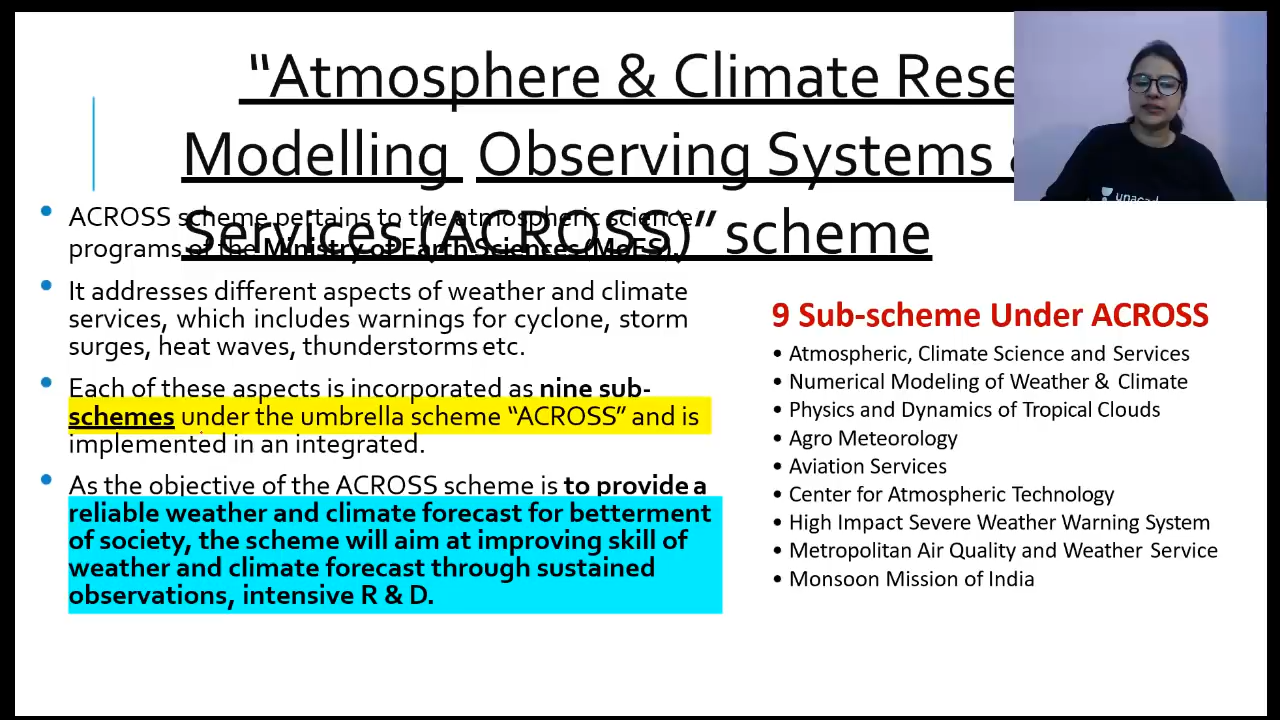 “Atmosphere & Climate Rese
Modelling Observing Systems &
Services (ACROSS)” scheme
• ACROSS scheme pertains to the atmospheric science
programs of the Ministry of Earth Sciences (MoES).
• It addresses different aspects of weather and climate
services, which includes warnings for cyclone, storm
surges, heat waves, thunderstorms etc.
• Each of these aspects is incorporated as nine sub-
schemes under the umbrella scheme “ACROSS” and is
implemented in an integrated.
• As the objective of the ACROSS scheme is to provide a
reliable weather and climate forecast for betterment
of society, the scheme will aim at improving skill of
weather and climate forecast through sustained
observations, intensive R & D.
9 Sub-scheme Under ACROSS
• Atmospheric, Climate Science and Services
• Numerical Modeling of Weather & Climate
• Physics and Dynamics of Tropical Clouds
• Agro Meteorology
• Aviation Services
• Center for Atmospheric Technology
• High Impact Severe Weather Warning System
• Metropolitan Air Quality and Weather Service
• Monsoon Mission of India
unacad